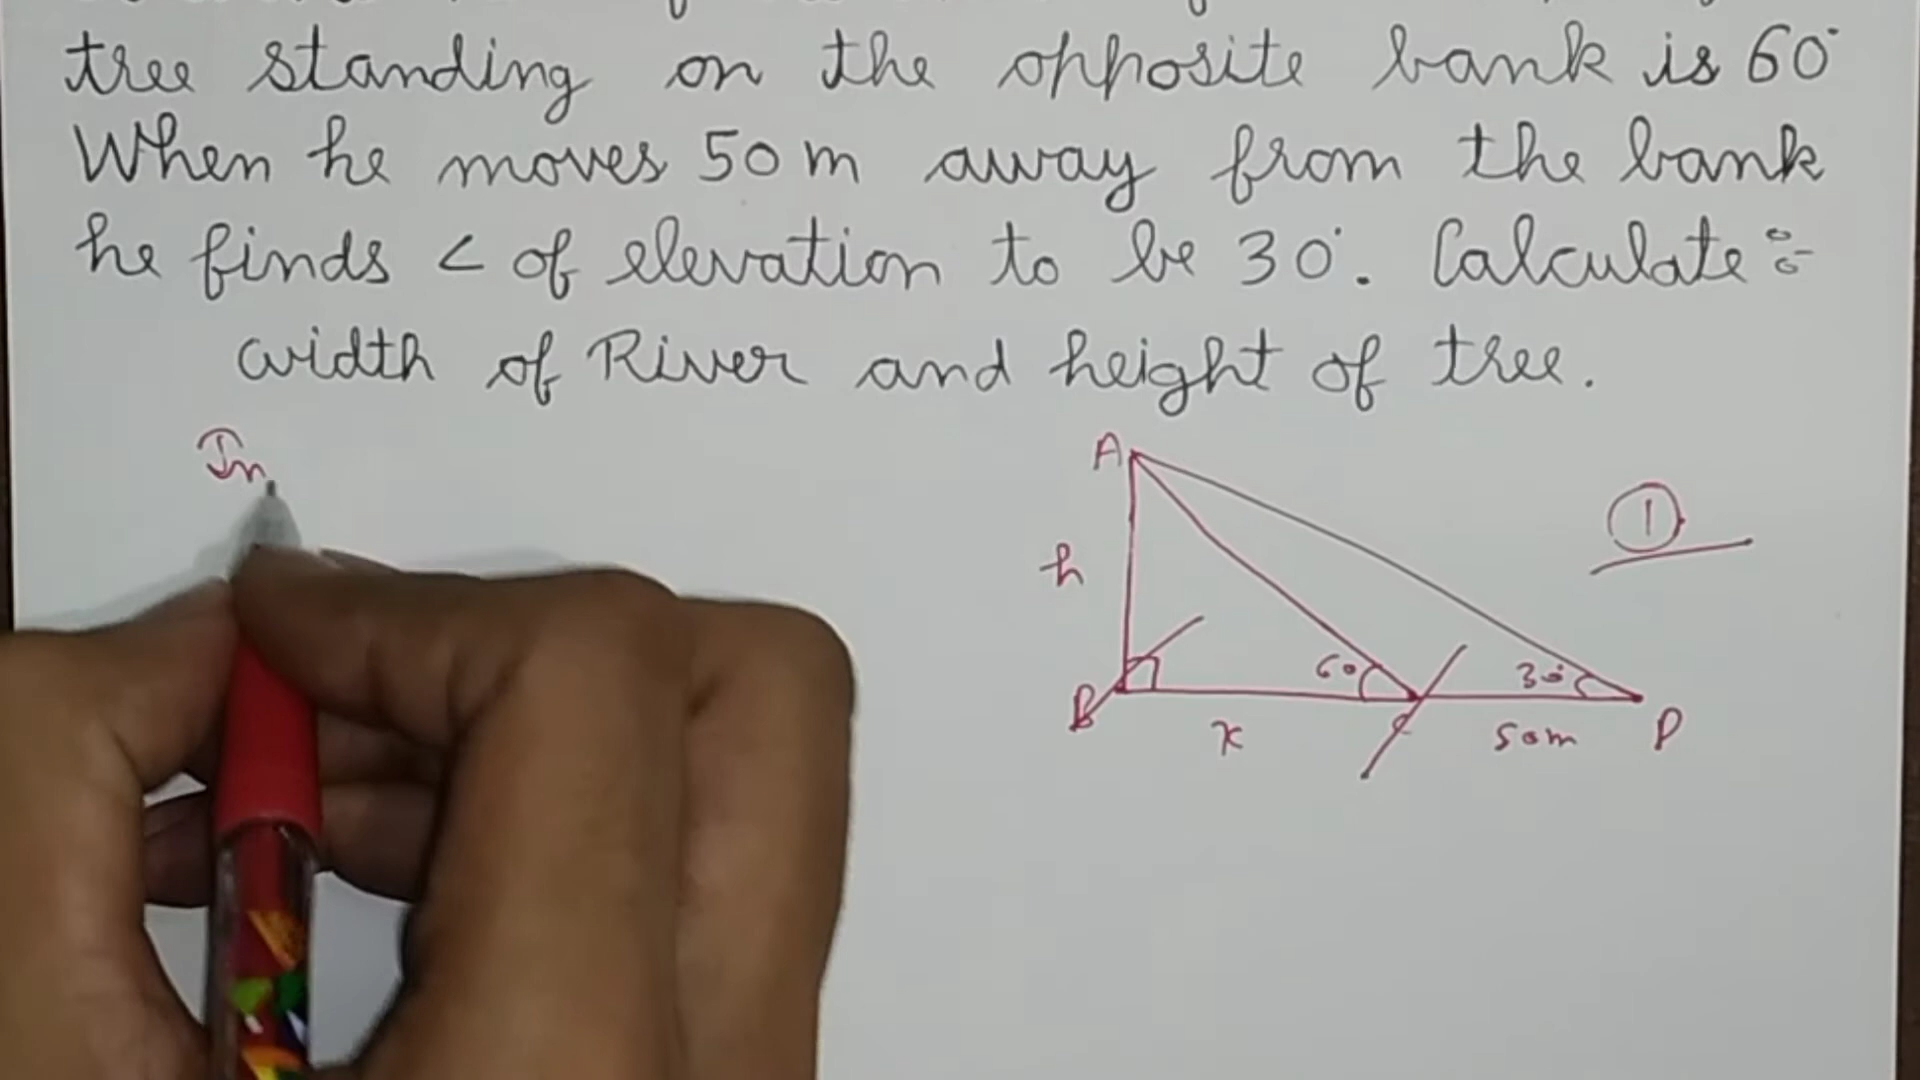 tree standing on the opposite bank is 60°
When he moves 50 m away from the bank
he finds < of elevation to be 30°. Calculate :-
width of River and height of tree.
In
A
1
h
60
30°
B
x
50m